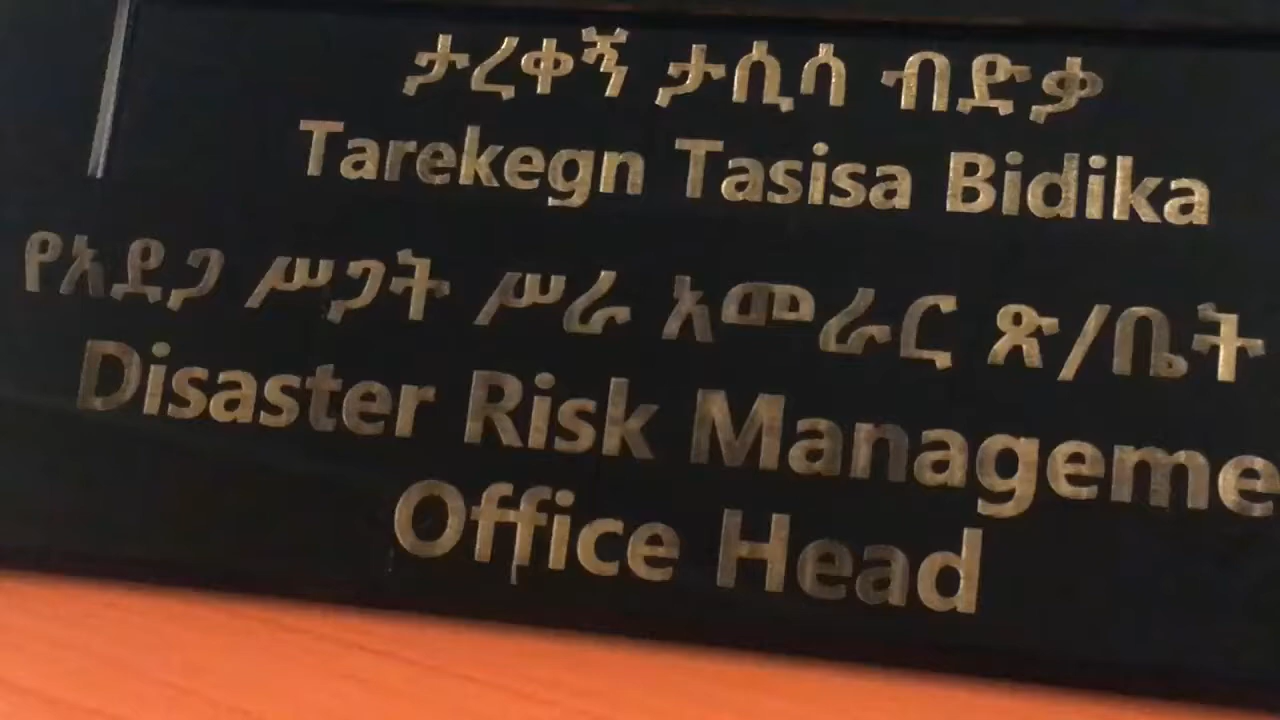 ታረቀኝ ታሲሳ ብድቃ
Tarekegn Tasisa Bidika
የአደጋ ሥጋት ሥራ አመራር ጽ/ቤት
Disaster Risk Manageme
Office Head